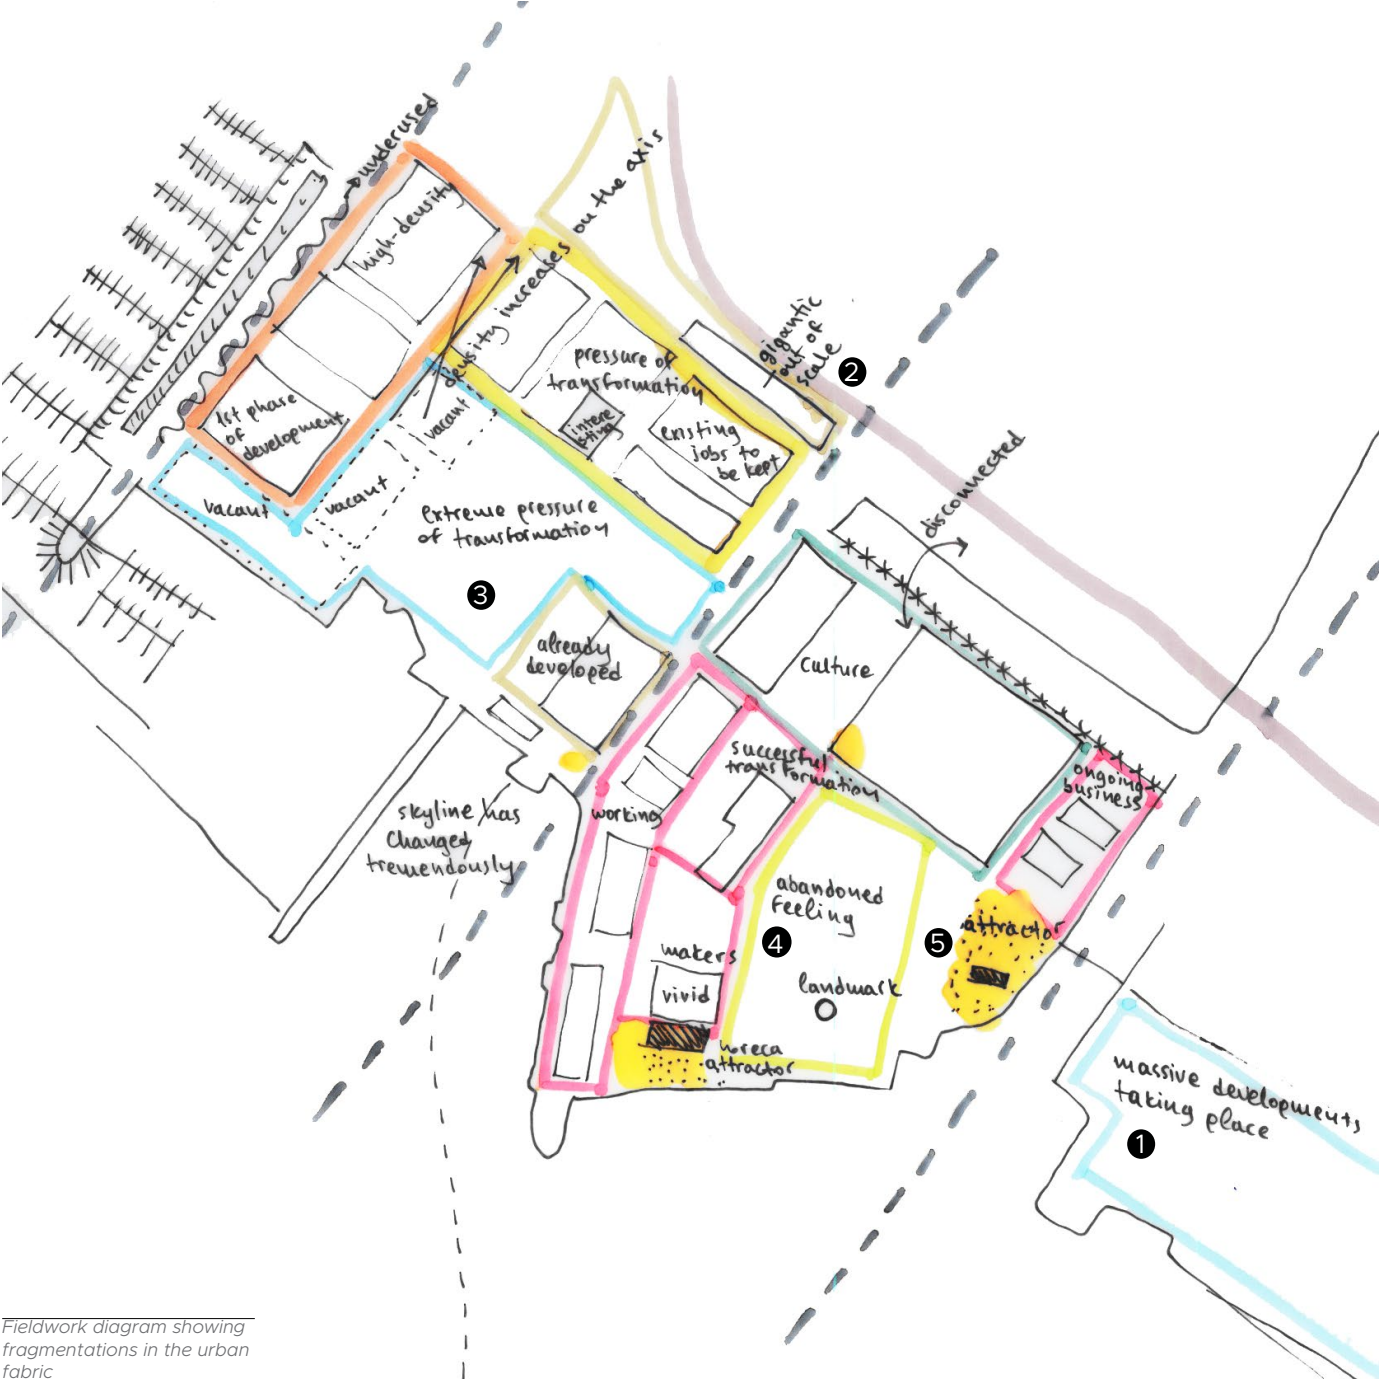 underused
high-density
on the axis
density increases
gigantic
out of
scale
2
pressure of
transformation
intere
sting
existing
jobs to
be kept
1st phase
of
development
vacant
vacant
vacant
extreme pressure
of transformation
3
disconnected
already
developed
culture
successful
transformation
ongoing
business
skyline has
changed
tremendously
working
abandoned
feeling
4
5
attractor
makers
vivid
landmark
horeca
attractor
massive developments
taking place
1
Fieldwork diagram showing
fragmentations in the urban
fabric